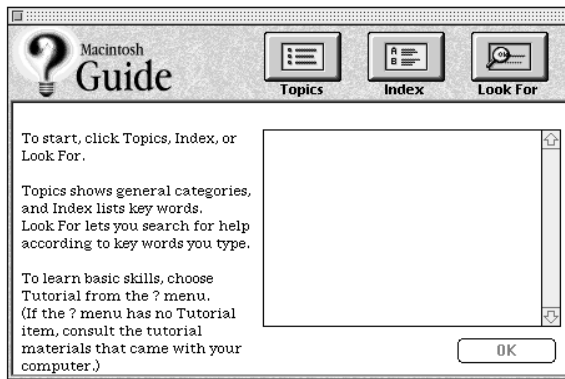 Macintosh
Guide
Topics
Index
Look For
To start, click Topics, Index, or
Look For.
Topics shows general categories,
and Index lists key words.
Look For lets you search for help
according to key words you type.
To learn basic skills, choose
Tutorial from the ? menu.
(If the ? menu has no Tutorial
item, consult the tutorial
materials that came with your
computer.)
OK